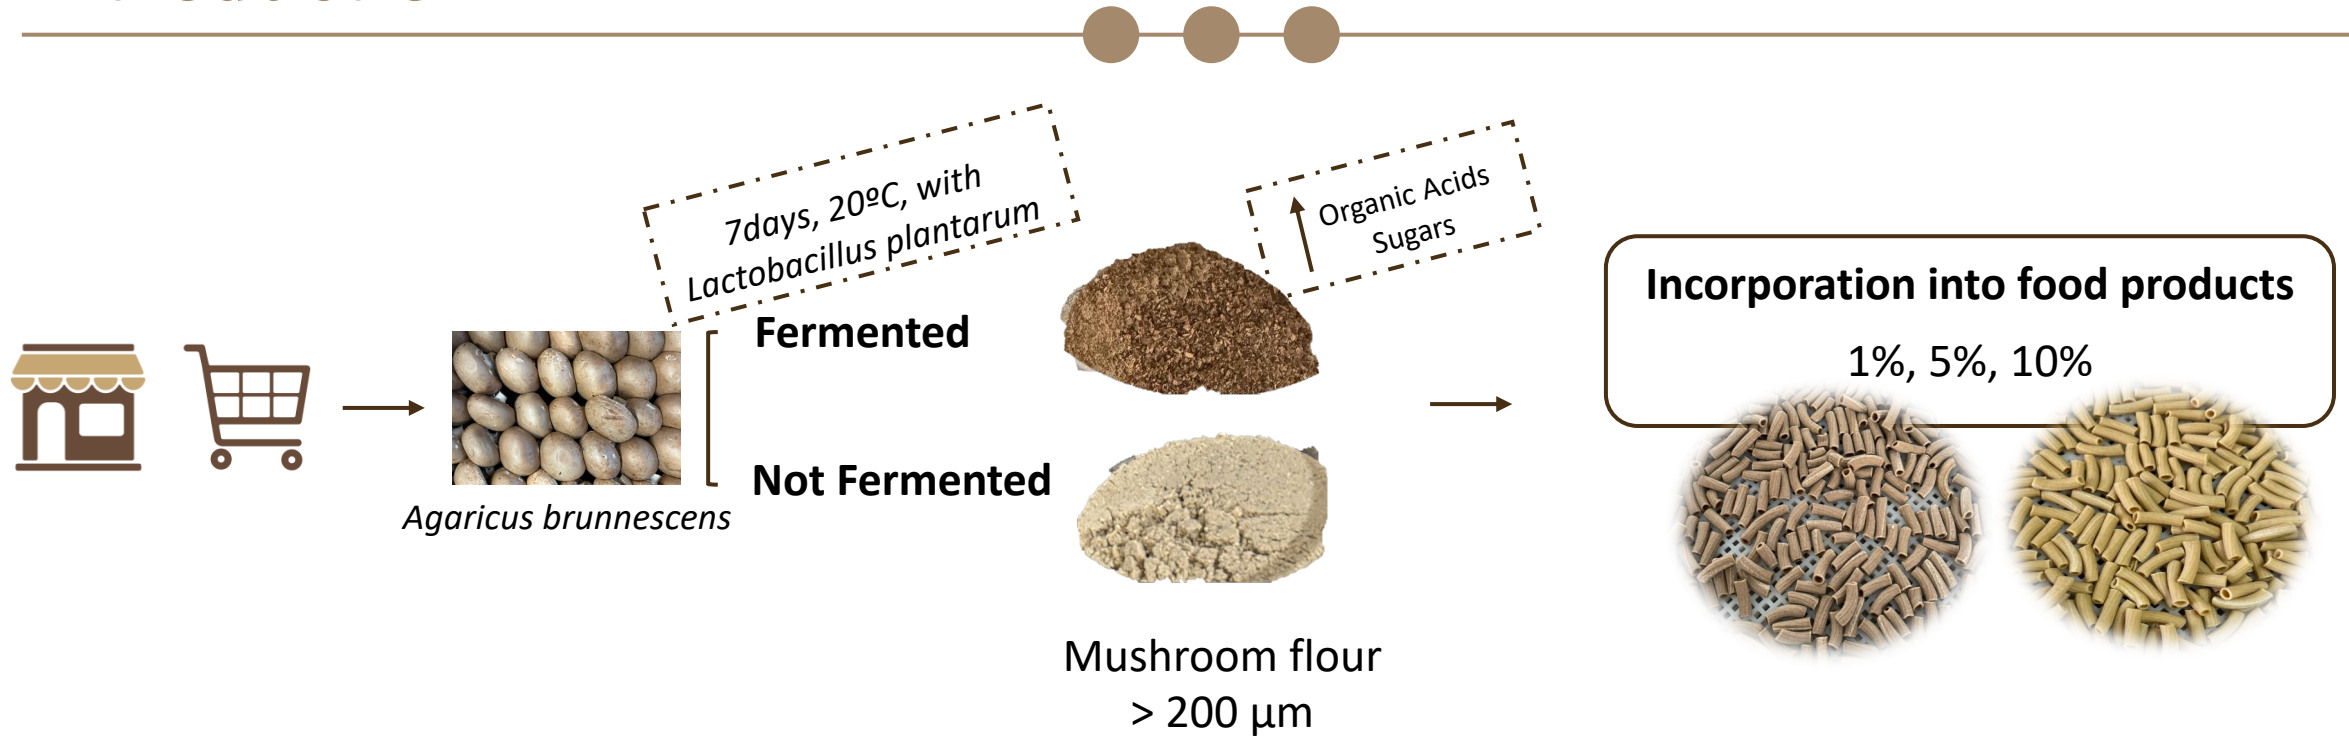 7days, 20ºC, with
Lactobacillus plantarum
Organic Acids
Sugars
Fermented
Not Fermented
Agaricus brunnescens
Mushroom flour
> 200 µm
Incorporation into food products
1%, 5%, 10%